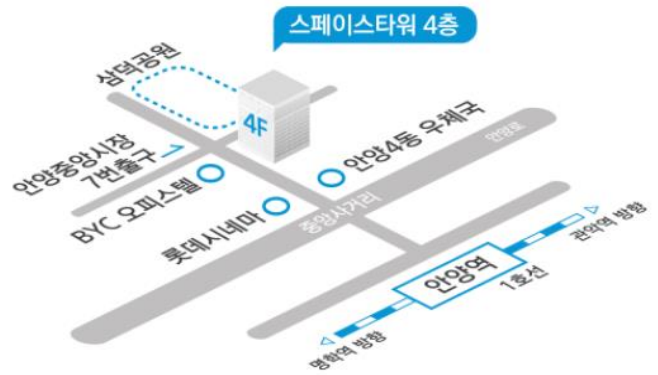 스페이스타워 4층
삼덕공원
4F
안양중앙시장
7번출구
BYC 오피스텔
롯데시네마
안양4동 우체국
안양로
중앙사거리
안양역
1호선
관악역 방향
명학역 방향